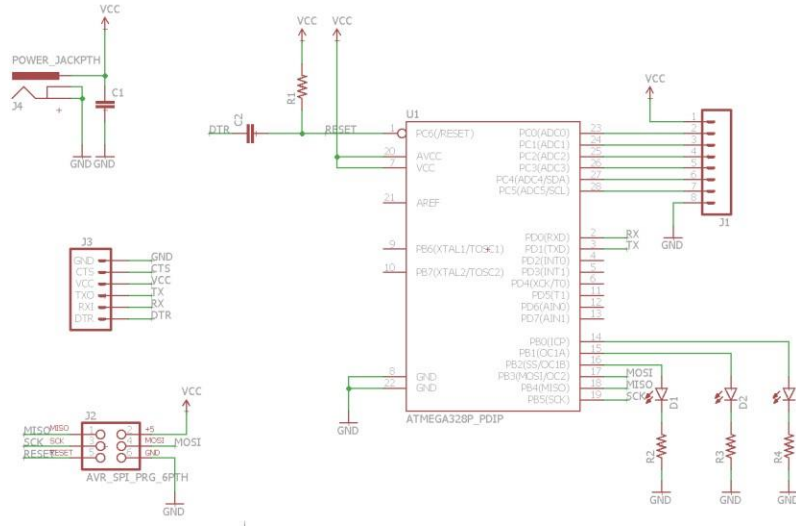 VCC
POWER_JACKPTH
J4
+
C1
GND
GND
VCC
VCC
R1
DTR
C2
RESET
U1
1
PC6(/RESET)
20
AVCC
7
VCC
21
AREF
9
PB6(XTAL1/TOSC1)
10
PB7(XTAL2/TOSC2)
8
GND
22
GND
GND
PC0(ADC0) 23
PC1(ADC1) 24
PC2(ADC2) 25
PC3(ADC3) 26
PC4(ADC4/SDA) 27
PC5(ADC5/SCL) 28
PD0(RXD) 2 RX
PD1(TXD) 3 TX
PD2(INT0) 4
PD3(INT1) 5
PD4(XCK/T0) 6
PD5(T1) 11
PD6(AIN0) 12
PD7(AIN1) 13
PB0(ICP) 14
PB1(OC1A) 15
PB2(SS/OC1B) 16
PB3(MOSI/OC2) 17 MOSI
PB4(MISO) 18 MISO
PB5(SCK) 19 SCK
ATMEGA328P_PDIP
VCC
1
2
3
4
5
6
7
8
J1
GND
D1
D2
R2
R3
R4
GND
GND
GND
J3
GND GND
CTS CTS
VCC VCC
TXO TX
RXI RX
DTR DTR
VCC
J2
MISO MISO 1 2 +5
SCK SCK 3 4 MOSI MOSI
RESET RESET 5 6 GND
AVR_SPI_PRG_6PTH
GND